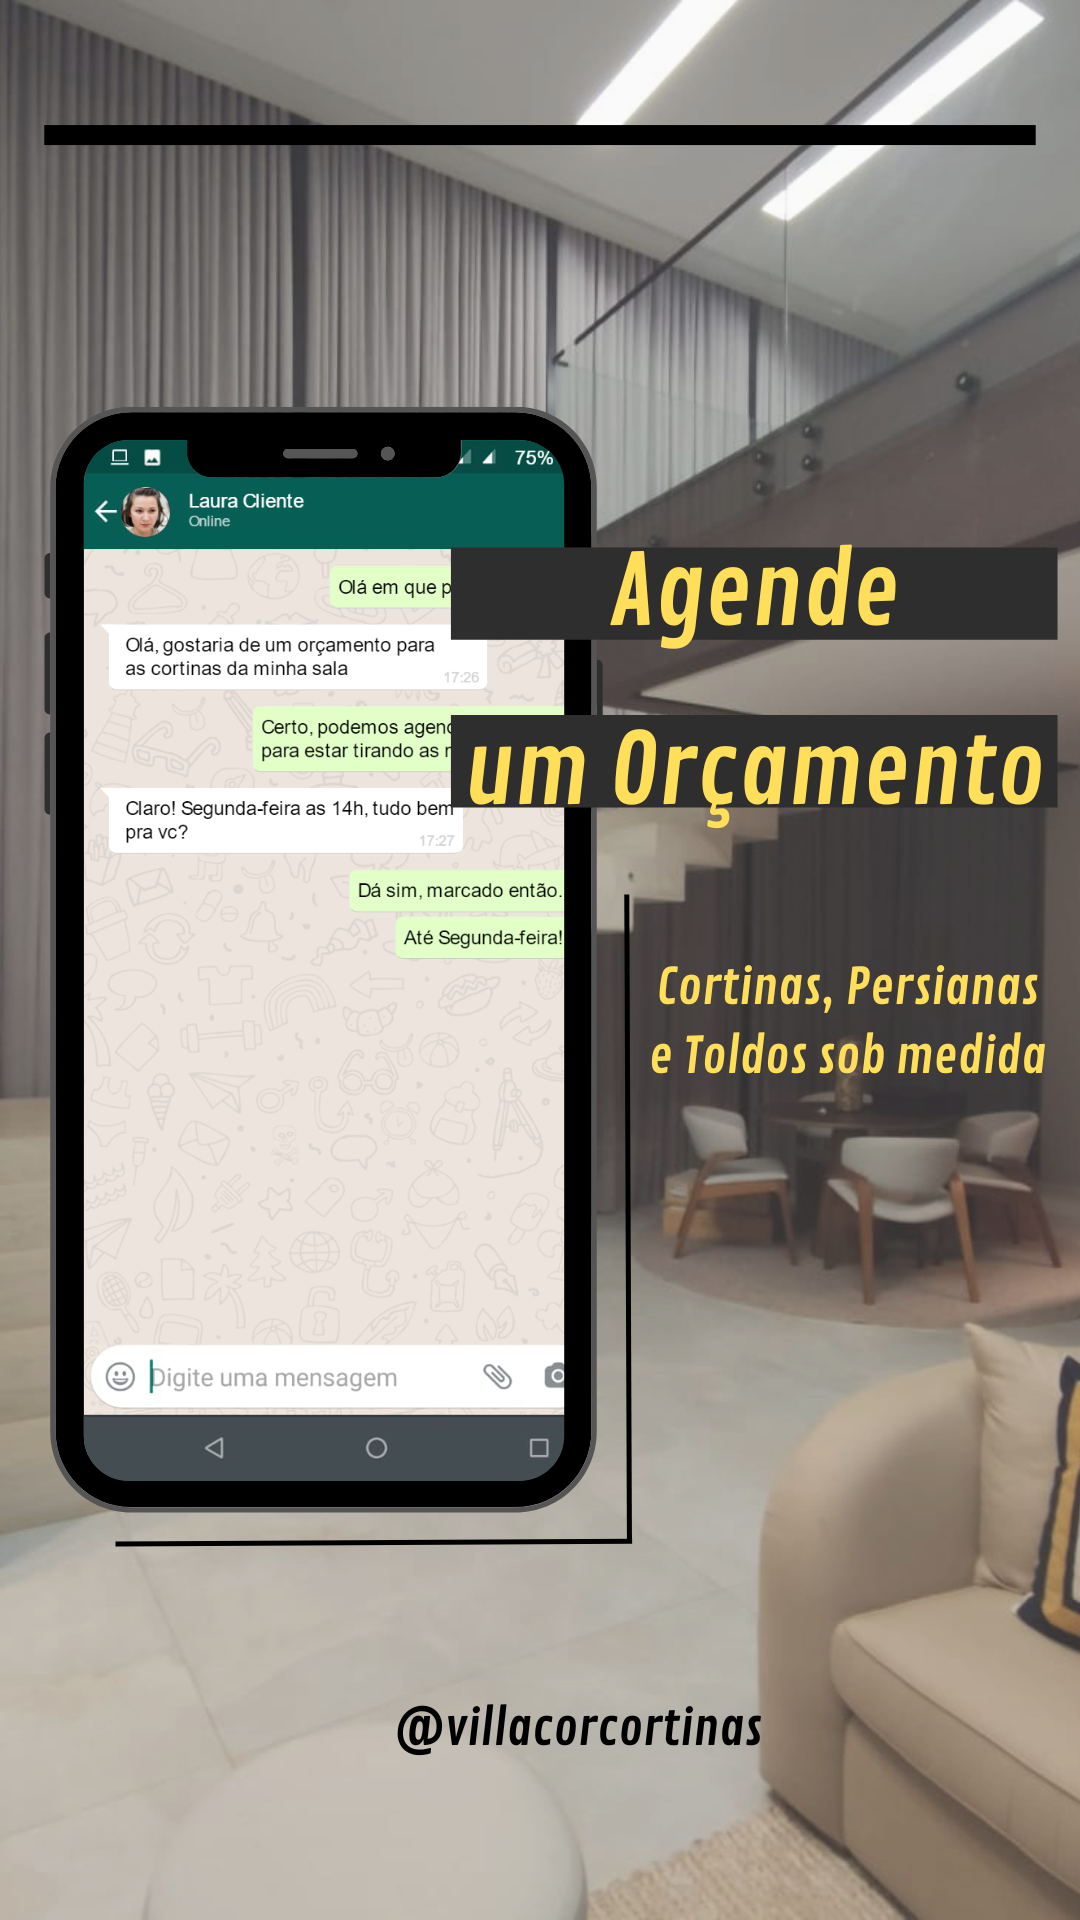 75%
Laura Cliente
Online
Olá em que p
Olá, gostaria de um orçamento para
as cortinas da minha sala
17:26
Certo, podemos agend
para estar tirando as
Claro! Segunda-feira as 14h, tudo bem
pra vc?
17:27
Dá sim, marcado então.
Até Segunda-feira!
Digite uma mensagem
Agende
um Orçamento
Cortinas, Persianas
e Toldos sob medida
@villacorcortinas